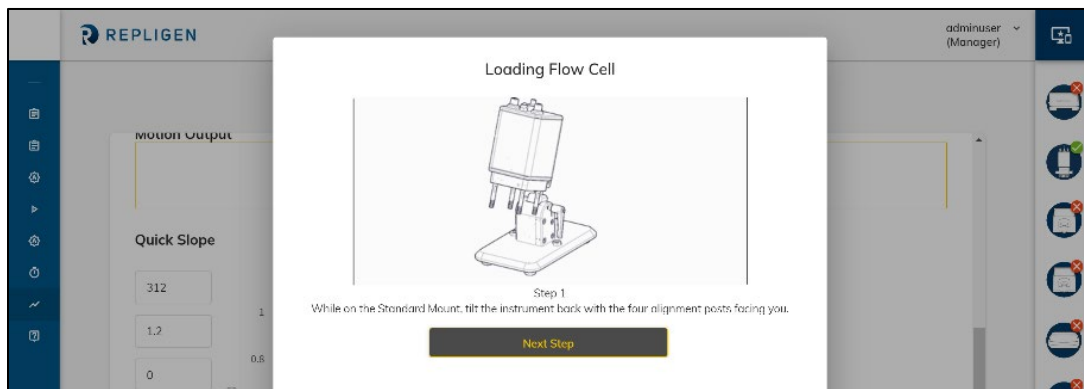 REPLIGEN
adminuser
(Manager)
Loading Flow Cell
Motion Output
Quick Slope
312
1.2
0
1
0.8
Step 1
While on the Standard Mount, tilt the instrument back with the four alignment posts facing you.
Next Step